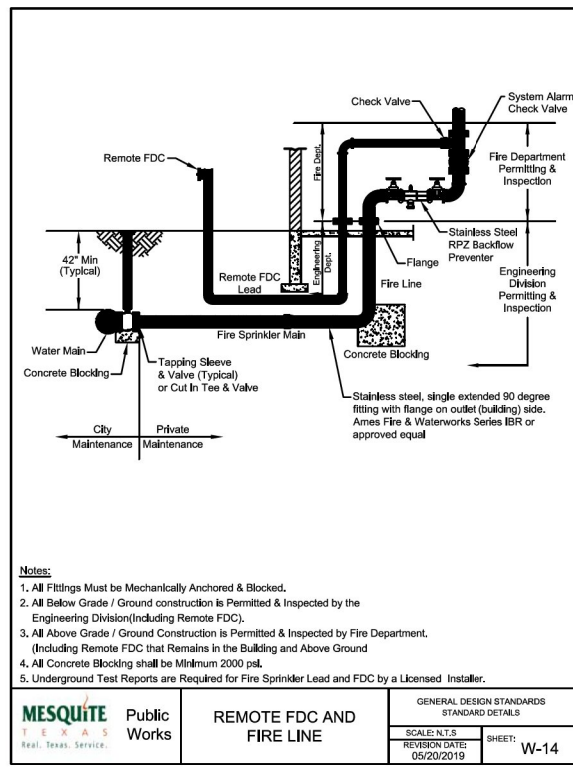 Check Valve
System Alarm
Check Valve
Remote FDC
Fire Dept.
Fire Department
Permitting &
Inspection
Stainless Steel
RPZ Backflow
Preventer
42" Min
(Typical)
Engineering
Dept.
Flange
Remote FDC
Lead
Fire Line
Engineering
Division
Permitting &
Inspection
Water Main
Fire Sprinkler Main
Concrete Blocking
Concrete Blocking
Tapping Sleeve
& Valve (Typical)
or Cut In Tee & Valve
Stainless steel, single extended 90 degree
fitting with flange on outlet (building) side.
Ames Fire & Waterworks Series IBR or
approved equal
City
Maintenance
Private
Maintenance
Notes:
1. All Fittings Must be Mechanically Anchored & Blocked.
2. All Below Grade / Ground construction is Permitted & Inspected by the
Engineering Division(Including Remote FDC).
3. All Above Grade / Ground Construction is Permitted & Inspected by Fire Department.
(Including Remote FDC that Remains in the Building and Above Ground
4. All Concrete Blocking shall be Minimum 2000 psi.
5. Underground Test Reports are Required for Fire Sprinkler Lead and FDC by a Licensed Installer.
MESQUITE
TEXAS
Real. Texas. Service.
Public
Works
REMOTE FDC AND
FIRE LINE
GENERAL DESIGN STANDARDS
STANDARD DETAILS
SCALE: N.T.S
REVISION DATE:
05/20/2019
SHEET:
W-14